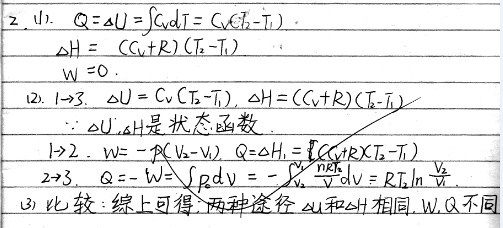 2. (1). Q=ΔU=∫CvdT=Cv(T₂-T₁).
ΔH = (Cv+R)(T₂-T₁)
W=0.
(2). 1→3. ΔU=Cv(T₂-T₁), ΔH=(Cv+R)(T₂-T₁)
∵ΔU,ΔH是状态函数.
1→2. W=-P(V₂-V₁), Q=ΔH₁=(Cv+R)(T₂-T₁)
2→3. Q=-W=∫P dV = -∫ᵥ₂ⱽ¹ nRT₂/V dV = RT₂ln V₂/V₁.
(3) 比较:综上可得:两种途径ΔU和ΔH相同,W,Q不同